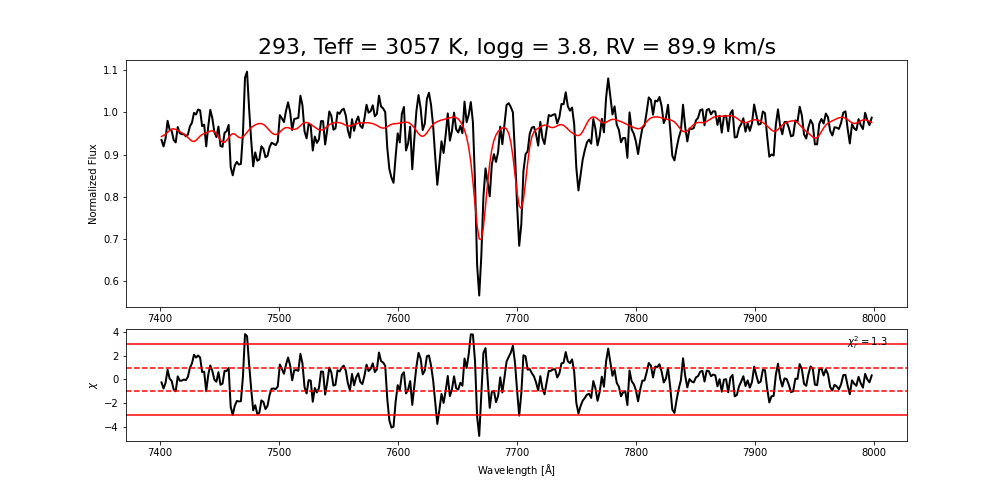 293, Teff = 3057 K, logg = 3.8, RV = 89.9 km/s
1.1
1.0
0.9
0.8
0.7
0.6
Normalized Flux
7400 7500 7600 7700 7800 7900 8000
4
2
0
−2
−4
χ
χ²ᵣ = 1.3
7400 7500 7600 7700 7800 7900 8000
Wavelength [Å]